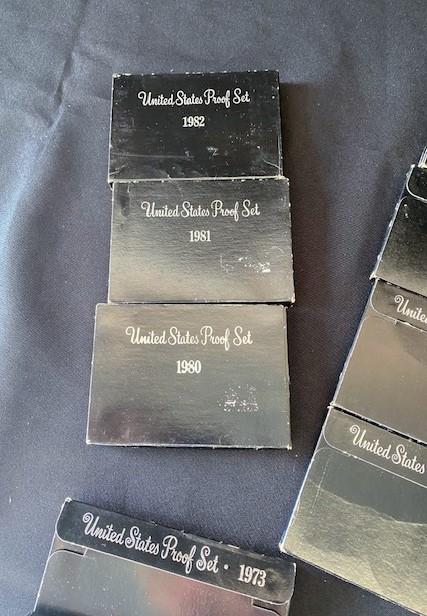 United States Proof Set
1982
United States Proof Set
1981
United States Proof Set
1980
United
United States
United States Proof Set · 1973